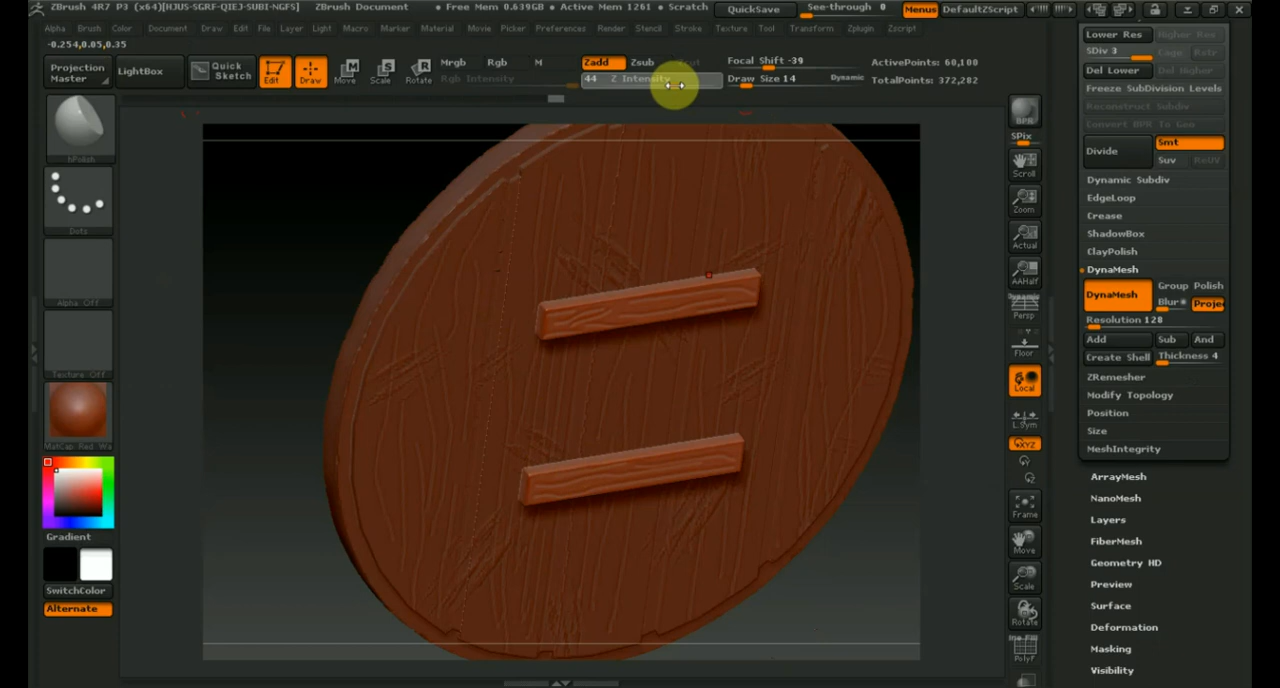 ZBrush 4R7 P3 (x64)[HJUS-SGRF-QIEJ-SUBI-NGFS] ZBrush Document • Free Mem 0.639GB • Active Mem 1261 • Scratch QuickSave See-through 0 Menus DefaultZScript
Alpha Brush Color Document Draw Edit File Layer Light Macro Marker Material Movie Picker Preferences Render Stencil Stroke Texture Tool Transform Zplugin Zscript
-0.254,0.05,0.35
Projection Master
LightBox
Quick Sketch
Edit
Draw
Move
Scale
Rotate
Mrgb Rgb M
Rgb Intensity
Zadd Zsub Zcut
44 Z Intensity
Focal Shift -39
Draw Size 14 Dynamic
ActivePoints: 60,100
TotalPoints: 372,282
hPolish
Dots
Alpha Off
Texture Off
MatCap Red Wa
Gradient
SwitchColor
Alternate
BPR
SPix
Scroll
Zoom
Actual
AAHalf
Dynamic
Persp
Floor
Local
L.Sym
XYZ
Frame
Move
Scale
Rotate
Line Fill
PolyF
Lower Res Higher Res
SDiv 3 Cage Rstr
Del Lower Del Higher
Freeze SubDivision Levels
Reconstruct Subdiv
Convert BPR To Geo
Divide
Smt
Suv ReUV
Dynamic Subdiv
EdgeLoop
Crease
ShadowBox
ClayPolish
DynaMesh
DynaMesh
Group Polish
Blur Proje
Resolution 128
Add Sub And
Create Shell Thickness 4
ZRemesher
Modify Topology
Position
Size
MeshIntegrity
ArrayMesh
NanoMesh
Layers
FiberMesh
Geometry HD
Preview
Surface
Deformation
Masking
Visibility